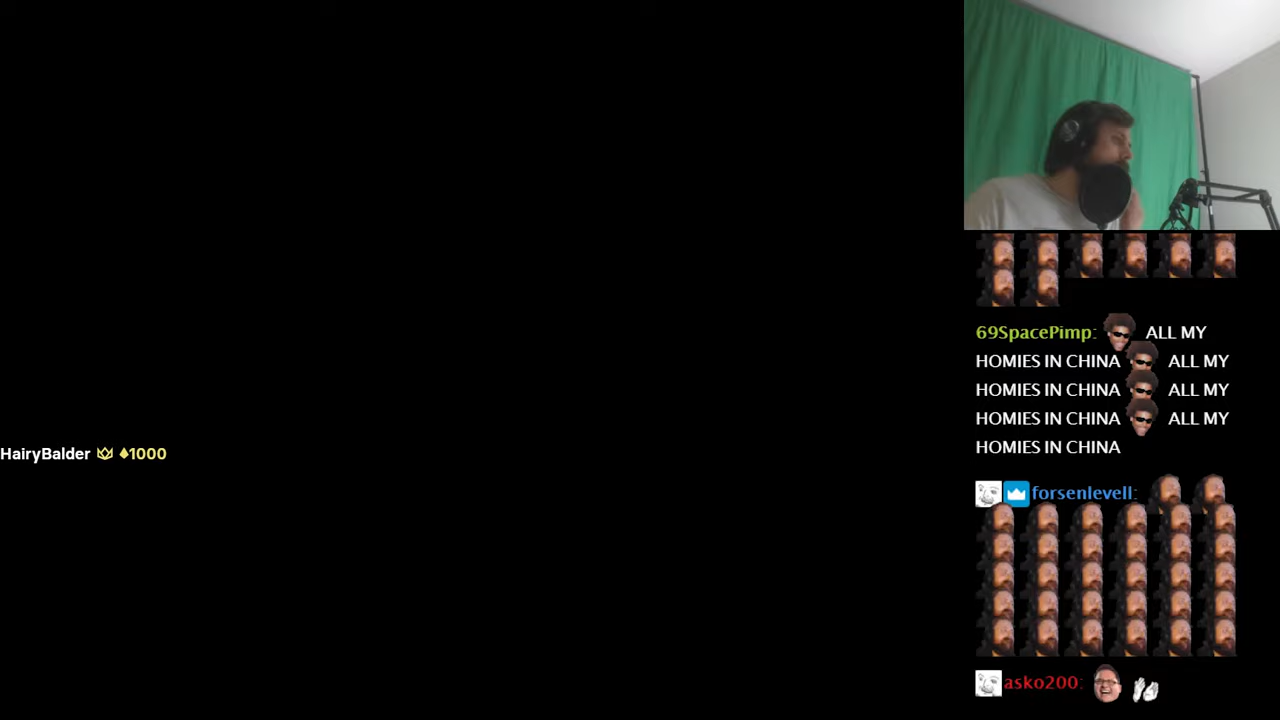 69SpacePimp: ALL MY
HOMIES IN CHINA ALL MY
HOMIES IN CHINA ALL MY
HOMIES IN CHINA ALL MY
HOMIES IN CHINA
HairyBalder 1000
forsenlevell:
asko200: